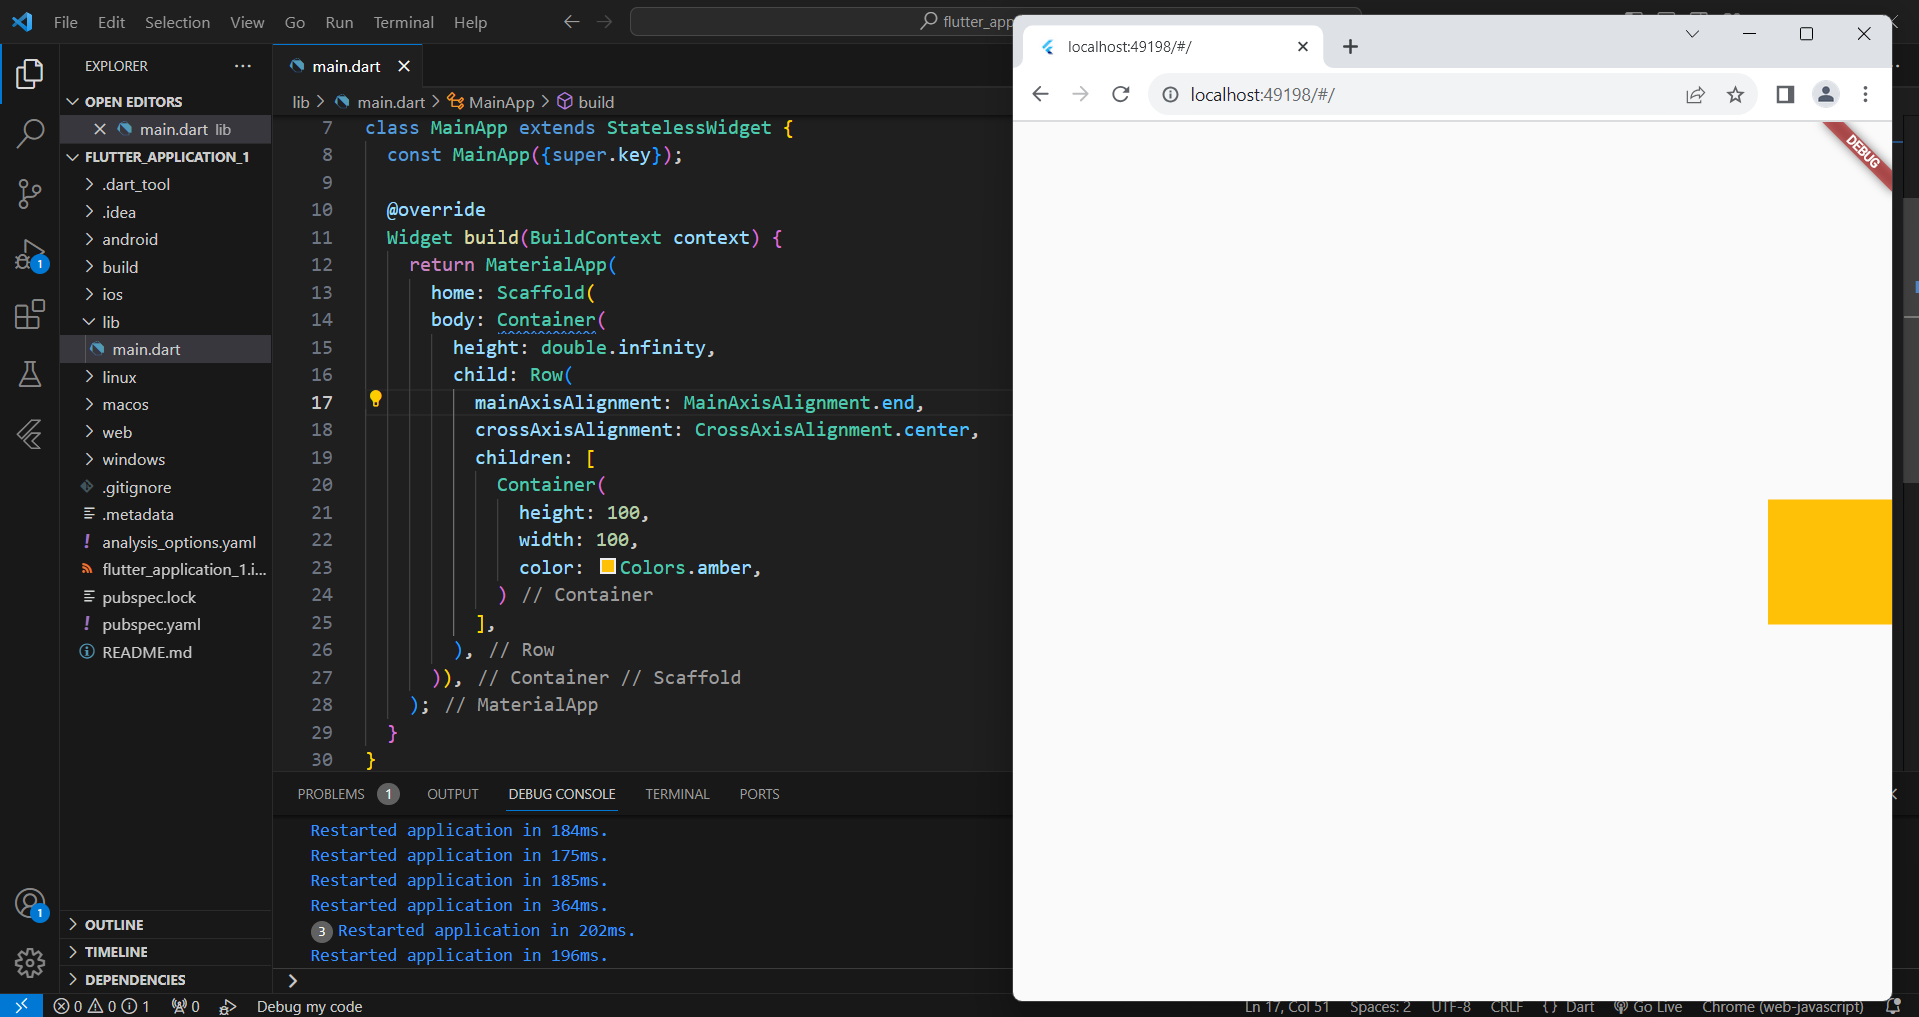 File Edit Selection View Go Run Terminal Help
flutter_app
EXPLORER
OPEN EDITORS
main.dart lib
FLUTTER_APPLICATION_1
.dart_tool
.idea
android
build
ios
lib
main.dart
linux
macos
web
windows
.gitignore
.metadata
analysis_options.yaml
flutter_application_1.i...
pubspec.lock
pubspec.yaml
README.md
OUTLINE
TIMELINE
DEPENDENCIES
1
1
main.dart
lib > main.dart > MainApp > build
7 class MainApp extends StatelessWidget {
8 const MainApp({super.key});
9
10 @override
11 Widget build(BuildContext context) {
12 return MaterialApp(
13 home: Scaffold(
14 body: Container(
15 height: double.infinity,
16 child: Row(
17 mainAxisAlignment: MainAxisAlignment.end,
18 crossAxisAlignment: CrossAxisAlignment.center,
19 children: [
20 Container(
21 height: 100,
22 width: 100,
23 color: Colors.amber,
24 ) // Container
25 ],
26 ), // Row
27 )), // Container // Scaffold
28 ); // MaterialApp
29 }
30 }
PROBLEMS 1 OUTPUT DEBUG CONSOLE TERMINAL PORTS
Restarted application in 184ms.
Restarted application in 175ms.
Restarted application in 185ms.
Restarted application in 364ms.
3 Restarted application in 202ms.
Restarted application in 196ms.
>
localhost:49198/#/
localhost:49198/#/
DEBUG
0 0 1 0 Debug my code
Ln 17, Col 51 Spaces: 2 UTF-8 CRLF {} Dart Go Live Chrome (web-javascript)